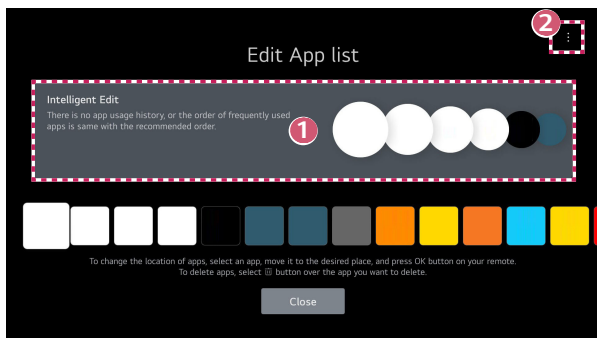 2
⋮
Edit App list
Intelligent Edit
There is no app usage history, or the order of frequently used
apps is same with the recommended order.
1
To change the location of apps, select an app, move it to the desired place, and press OK button on your remote.
To delete apps, select 🗑 button over the app you want to delete.
Close